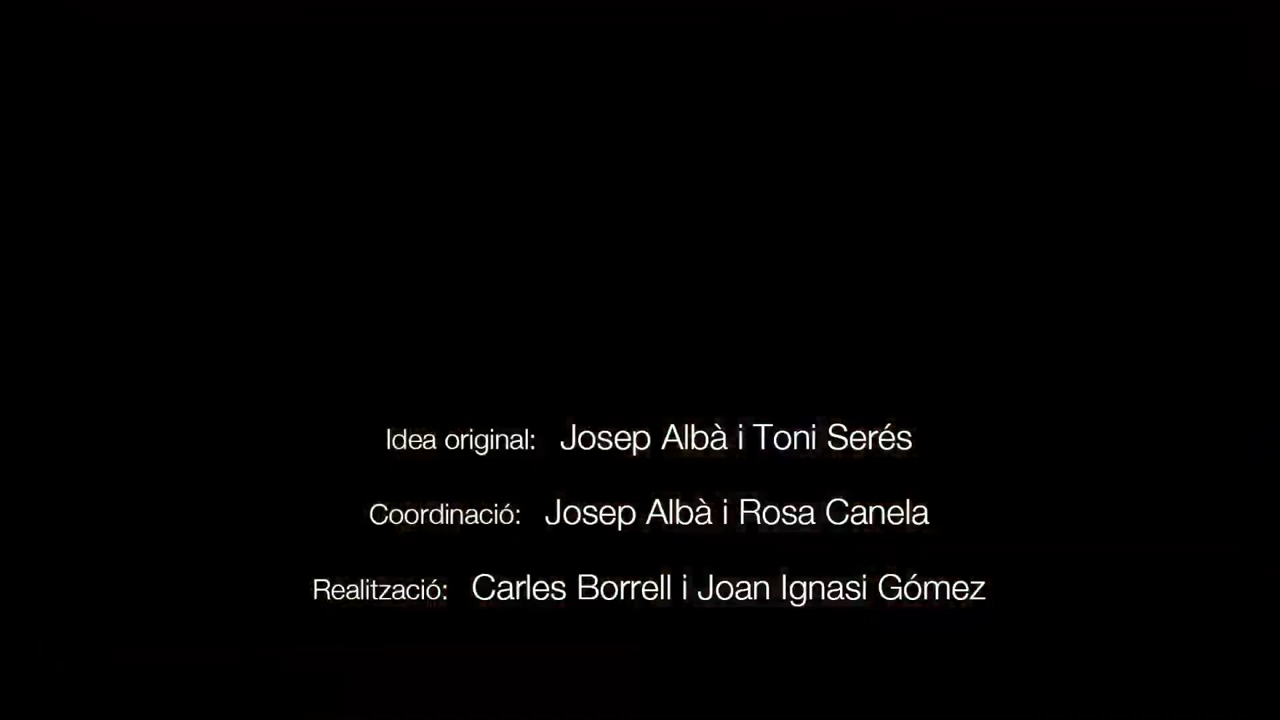 Idea original: Josep Albà i Toni Serés
Coordinació: Josep Albà i Rosa Canela
Realització: Carles Borrell i Joan Ignasi Gómez